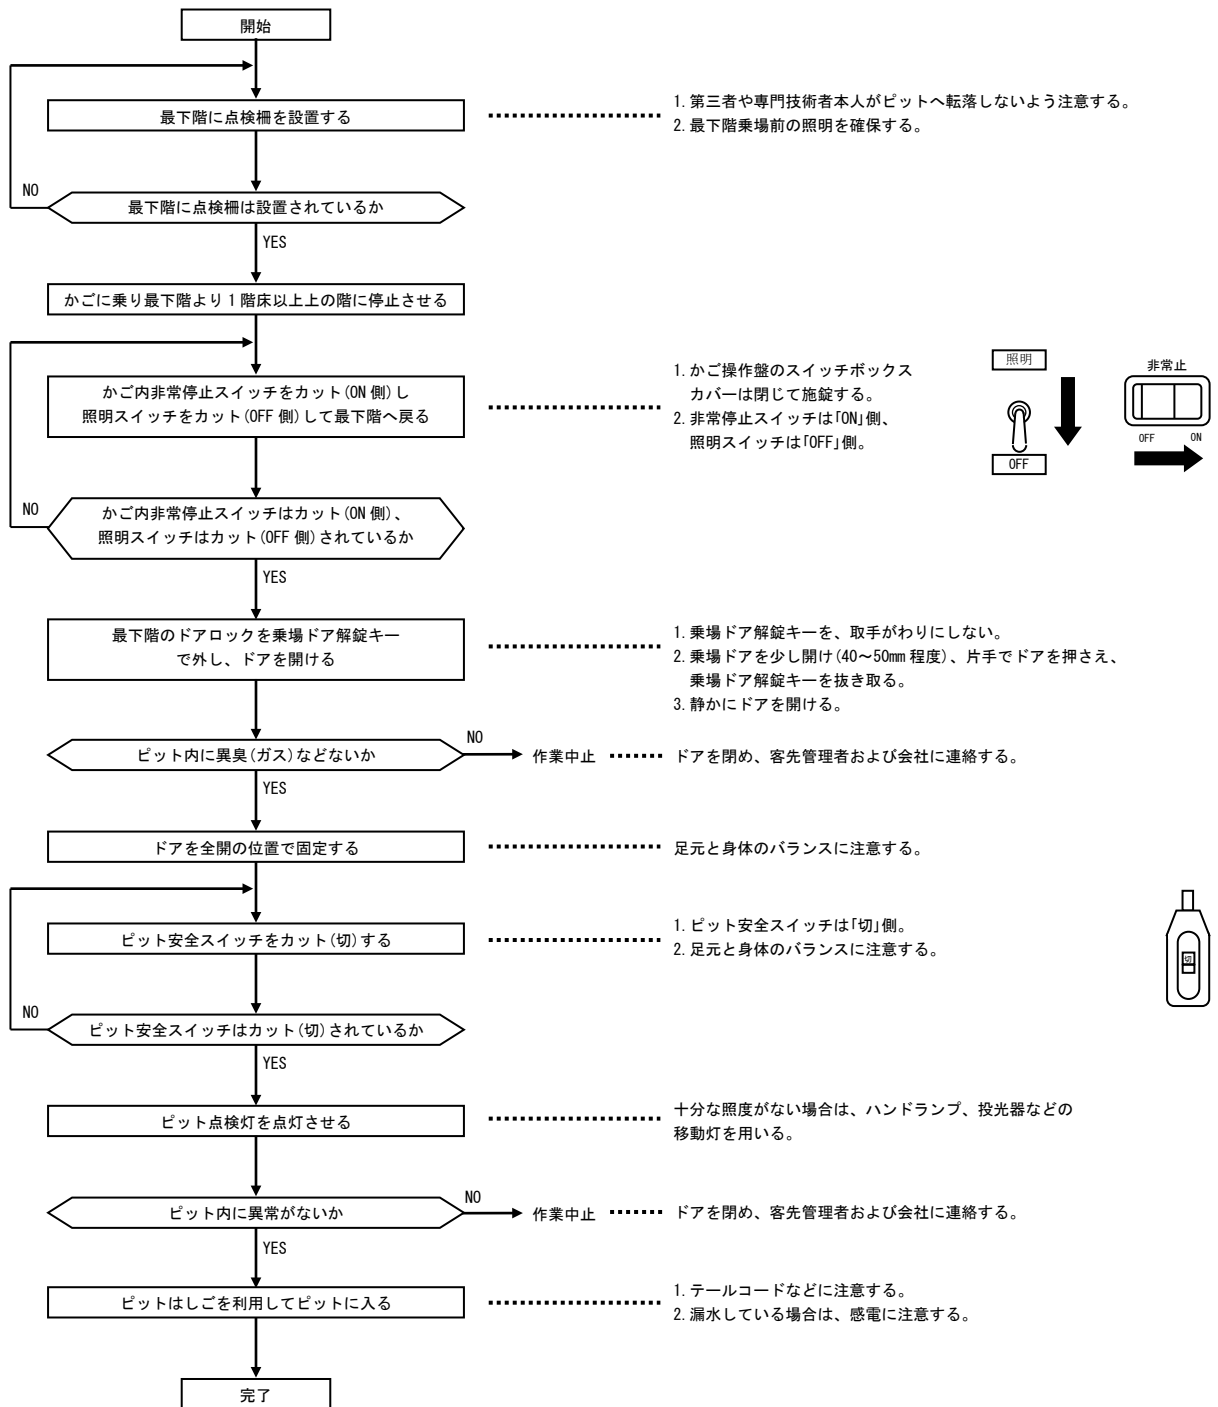 開始
最下階に点検柵を設置する
1. 第三者や専門技術者本人がピットへ転落しないよう注意する。
2. 最下階乗場前の照明を確保する。
NO
最下階に点検柵は設置されているか
YES
かごに乗り最下階より1階床以上上の階に停止させる
かご内非常停止スイッチをカット(ON側)し
照明スイッチをカット(OFF側)して最下階へ戻る
1. かご操作盤のスイッチボックス
カバーは閉じて施錠する。
2. 非常停止スイッチは「ON」側、
照明スイッチは「OFF」側。
照明
OFF
非常止
OFF ON
NO
かご内非常停止スイッチはカット(ON側)、
照明スイッチはカット(OFF側)されているか
YES
最下階のドアロックを乗場ドア解錠キー
で外し、ドアを開ける
1. 乗場ドア解錠キーを、取手がわりにしない。
2. 乗場ドアを少し開け(40～50mm程度)、片手でドアを押さえ、
乗場ドア解錠キーを抜き取る。
3. 静かにドアを開ける。
ピット内に異臭(ガス)などないか
NO
作業中止
ドアを閉め、客先管理者および会社に連絡する。
YES
ドアを全開の位置で固定する
足元と身体のバランスに注意する。
ピット安全スイッチをカット(切)する
1. ピット安全スイッチは「切」側。
2. 足元と身体のバランスに注意する。
切
NO
ピット安全スイッチはカット(切)されているか
YES
ピット点検灯を点灯させる
十分な照度がない場合は、ハンドランプ、投光器などの
移動灯を用いる。
ピット内に異常がないか
NO
作業中止
ドアを閉め、客先管理者および会社に連絡する。
YES
ピットはしごを利用してピットに入る
1. テールコードなどに注意する。
2. 漏水している場合は、感電に注意する。
完了